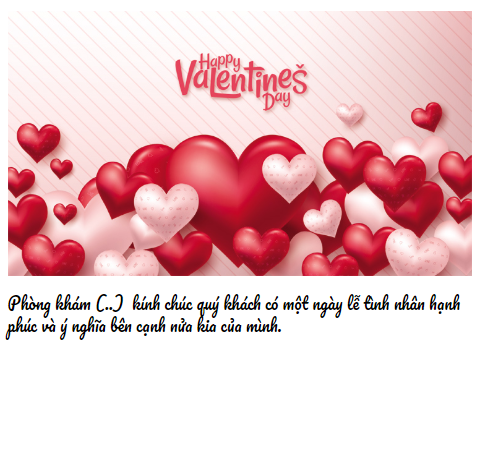 Happy
Valentine's
Day
Phòng khám (..) kính chúc quý khách có một ngày lễ tình nhân hạnh
phúc và ý nghĩa bên cạnh nửa kia của mình.